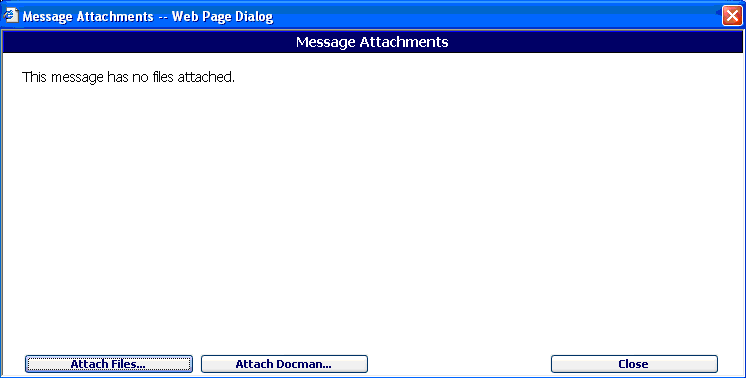 Message Attachments -- Web Page Dialog
Message Attachments
This message has no files attached.
Attach Files... Attach Docman... Close